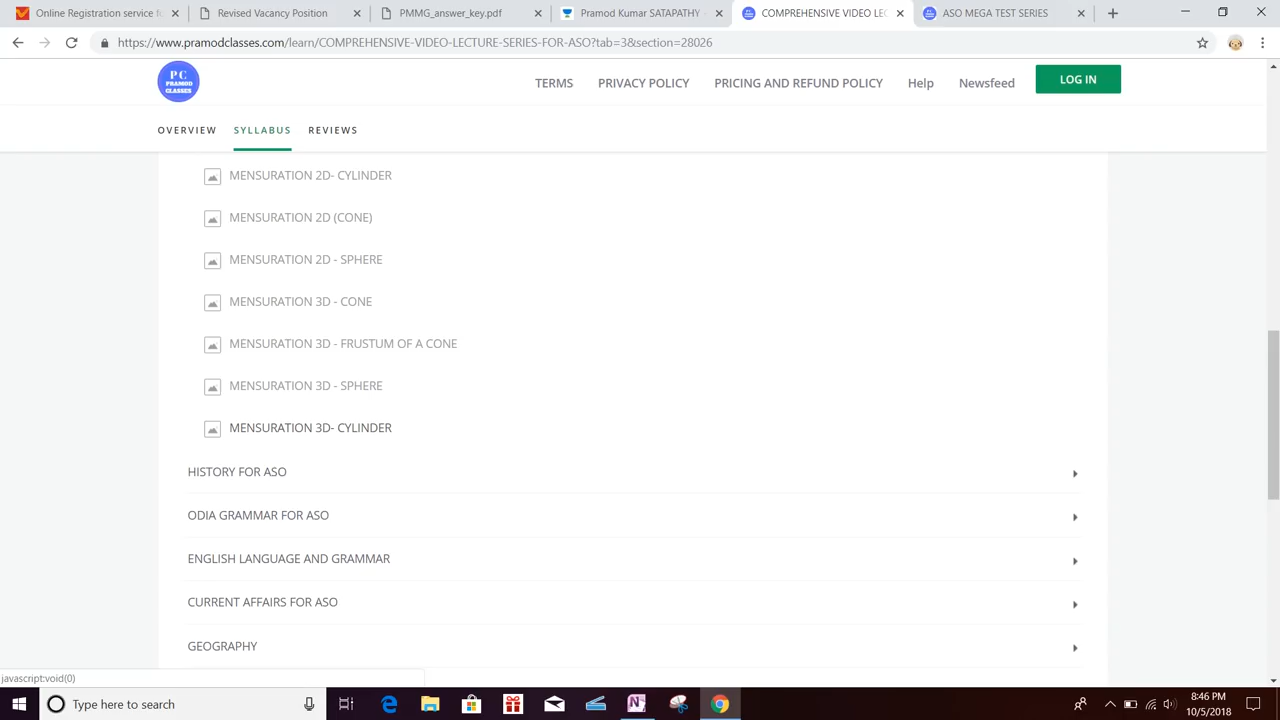 Online Registration service fo
Revised Vacancy Position
PMMG_answer_key.pdf
Pramod Kumar SATAPATHY -
COMPREHENSIVE VIDEO LEC
ASO MEGA TEST SERIES
https://www.pramodclasses.com/learn/COMPREHENSIVE-VIDEO-LECTURE-SERIES-FOR-ASO?tab=3&section=28026
P C
PRAMOD
CLASSES
TERMS
PRIVACY POLICY
PRICING AND REFUND POLICY
Help
Newsfeed
LOG IN
OVERVIEW
SYLLABUS
REVIEWS
MENSURATION 2D- CYLINDER
MENSURATION 2D (CONE)
MENSURATION 2D - SPHERE
MENSURATION 3D - CONE
MENSURATION 3D - FRUSTUM OF A CONE
MENSURATION 3D - SPHERE
MENSURATION 3D- CYLINDER
HISTORY FOR ASO
ODIA GRAMMAR FOR ASO
ENGLISH LANGUAGE AND GRAMMAR
CURRENT AFFAIRS FOR ASO
GEOGRAPHY
javascript:void(0)
Type here to search
8:46 PM
10/5/2018